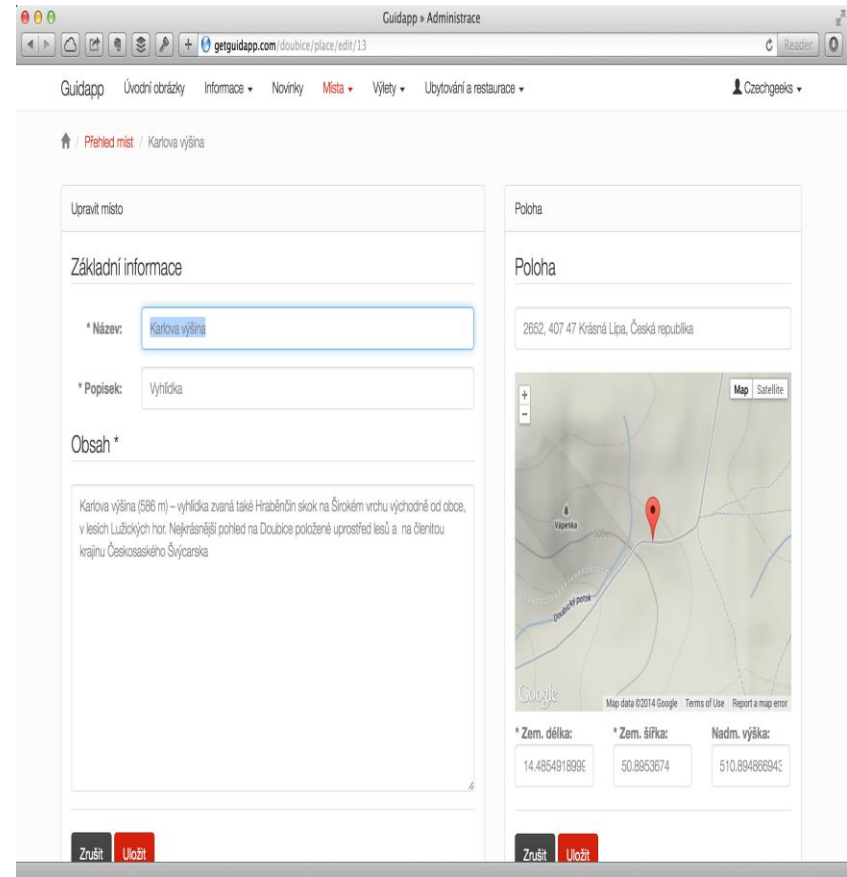 Guidapp » Administrace
getguidapp.com/doubice/place/edit/13
Reader
Guidapp Úvodní obrázky Informace Novinky Místa Výlety Ubytování a restaurace Czechgeeks
/ Přehled míst / Karlova výšina
Upravit místo
Základní informace
* Název: Karlova výšina
* Popisek: Vyhlídka
Obsah *
Karlova výšina (586 m) – vyhlídka zvaná také Hraběnčin skok na Širokém vrchu východně od obce,
v lesích Lužických hor. Nejkrásnější pohled na Doubice položené uprostřed lesů a na členitou
krajinu Českosaského Švýcarska
Zrušit Uložit
Poloha
Poloha
2652, 407 47 Krásná Lípa, Česká republika
+
−
Map Satellite
Vápenka
500m
Doubický potok
Google
Map data ©2014 Google Terms of Use Report a map error
* Zem. délka: * Zem. šířka: Nadm. výška:
14.4854918999 50.8953674 510.894866943
Zrušit Uložit